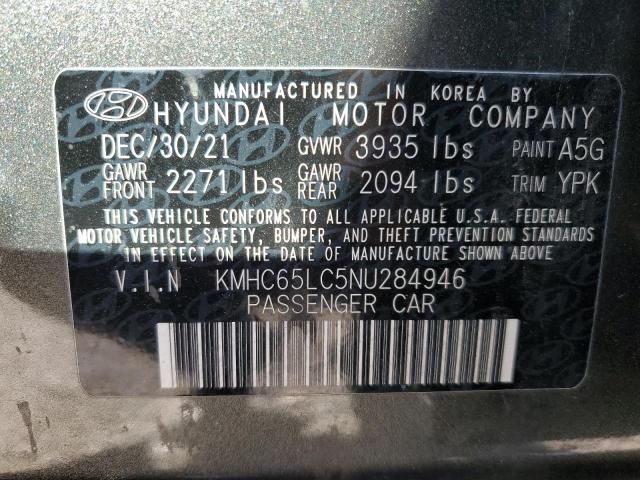 MANUFACTURED IN KOREA BY
HYUNDAI MOTOR COMPANY
DEC/30/21 GVWR 3935 lbs PAINT A5G
GAWR FRONT 2271 lbs GAWR REAR 2094 lbs TRIM YPK
THIS VEHICLE CONFORMS TO ALL APPLICABLE U.S.A. FEDERAL
MOTOR VEHICLE SAFETY, BUMPER, AND THEFT PREVENTION STANDARDS
IN EFFECT ON THE DATE OF MANUFACTURE SHOWN ABOVE.
V.I.N KMHC65LC5NU284946
PASSENGER CAR